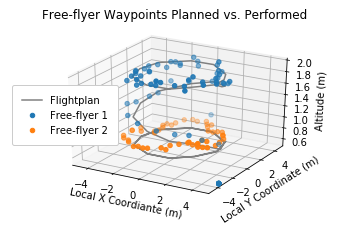 Free-flyer Waypoints Planned vs. Performed
Flightplan
Free-flyer 1
Free-flyer 2
2.0
1.8
1.6
1.4
1.2
1.0
0.8
0.6
Altitude (m)
−4
−2
0
2
4
Local X Coordiante (m)
−4
−2
0
2
4
Local Y Coordinate (m)